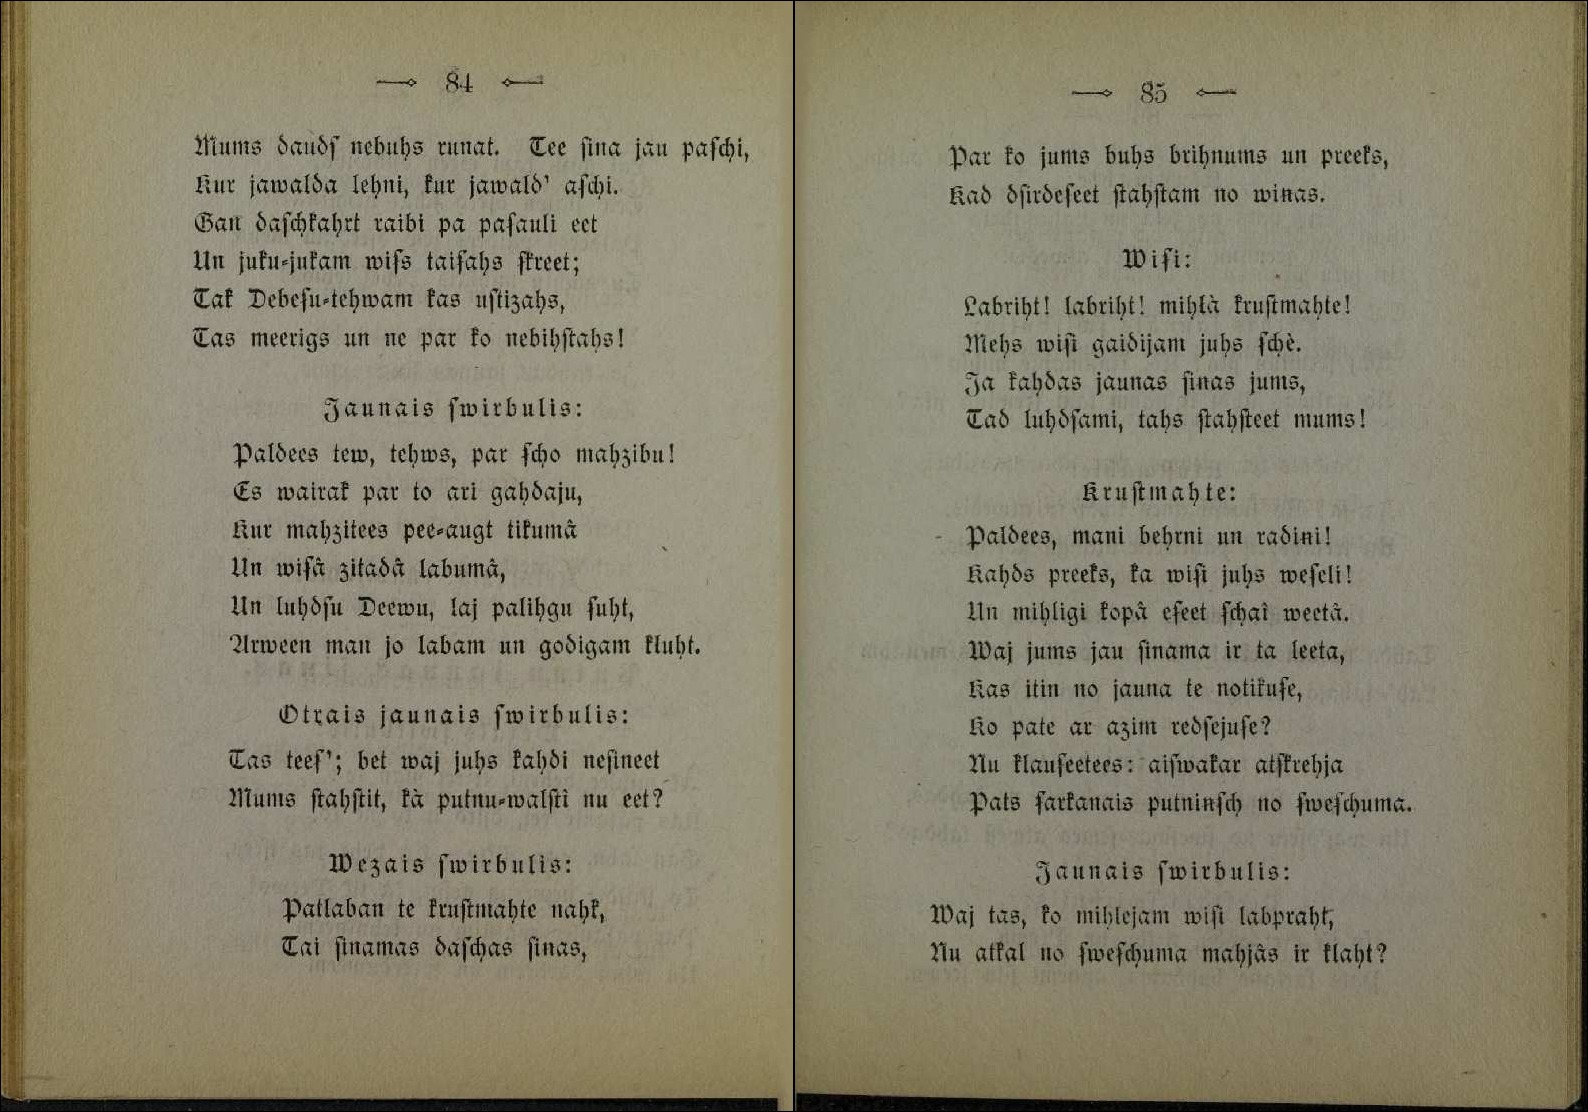 84
Mums daudſ nebuhs runat. Tee ſina jau paſchi,
Kur jawalda lehni, kur jawald' aſchi.
Gan daſchkahrt raibi pa paſauli eet
Un juku-jukam wiſs taiſahs ſkreet;
Tak Debeſu-tehwam kas uſtizahs,
Tas meerigs un ne par ko nebihſtahs!
Jaunais ſwirbulis:
Paldees tew, tehws, par ſcho mahzibu!
Es wairak par to ari gahdaju,
Kur mahzitees pee-augt tikumâ
Un wiſâ zitadâ labumâ,
Un luhdſu Deewu, laj palihgu ſuht,
Arween man jo labam un godigam kluht.
Otrais jaunais ſwirbulis:
Tas teeſ'; bet waj juhs kahdi neſineet
Mums ſtahſtit, kà putnu-walſtî nu eet?
Wezais ſwirbulis:
Patlaban te kruſtmahte nahk,
Tai ſinamas daſchas ſinas,
85
Par ko jums buhs brihnums un preeks,
Kad dſirdeſeet ſtahſtam no winas.
Wiſi:
Labriht! labriht! mihłà kruſtmahte!
Mehs wiſi gaidijam juhs ſchè.
Ja kahdas jaunas ſinas jums,
Tad luhdſami, tahs ſtahſteet mums!
Kruſtmahte:
Paldees, mani behrni un radini!
Kahds preeks, ka wiſi juhs weſeli!
Un mihligi kopâ eſeet ſchaî weetâ.
Waj jums jau ſinama ir ta leeta,
Kas itin no jauna te notikuſe,
Ko pate ar azim redſejuſe?
Nu klauſeetees: aiſwakar atſkrehja
Pats ſarkanais putninſch no ſweſchuma.
Jaunais ſwirbulis:
Waj tas, ko mihlejam wiſi labpraht,
Nu atkal no ſweſchuma mahjâs ir klaht?